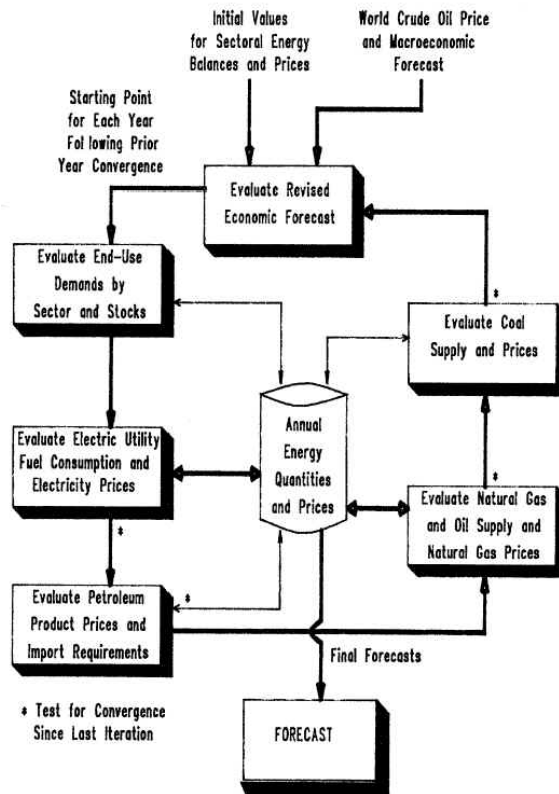 Initial Values
for Sectoral Energy
Balances and Prices
World Crude Oil Price
and Macroeconomic
Forecast
Starting Point
for Each Year
Following Prior
Year Convergence
Evaluate Revised
Economic Forecast
Evaluate End-Use
Demands by
Sector and Stocks
*
Evaluate Coal
Supply and Prices
Annual
Energy
Quantities
and Prices
Evaluate Electric Utility
Fuel Consumption and
Electricity Prices
*
*
Evaluate Natural Gas
and Oil Supply and
Natural Gas Prices
Evaluate Petroleum
Product Prices and
Import Requirements
*
Final Forecasts
* Test for Convergence
Since Last Iteration
FORECAST